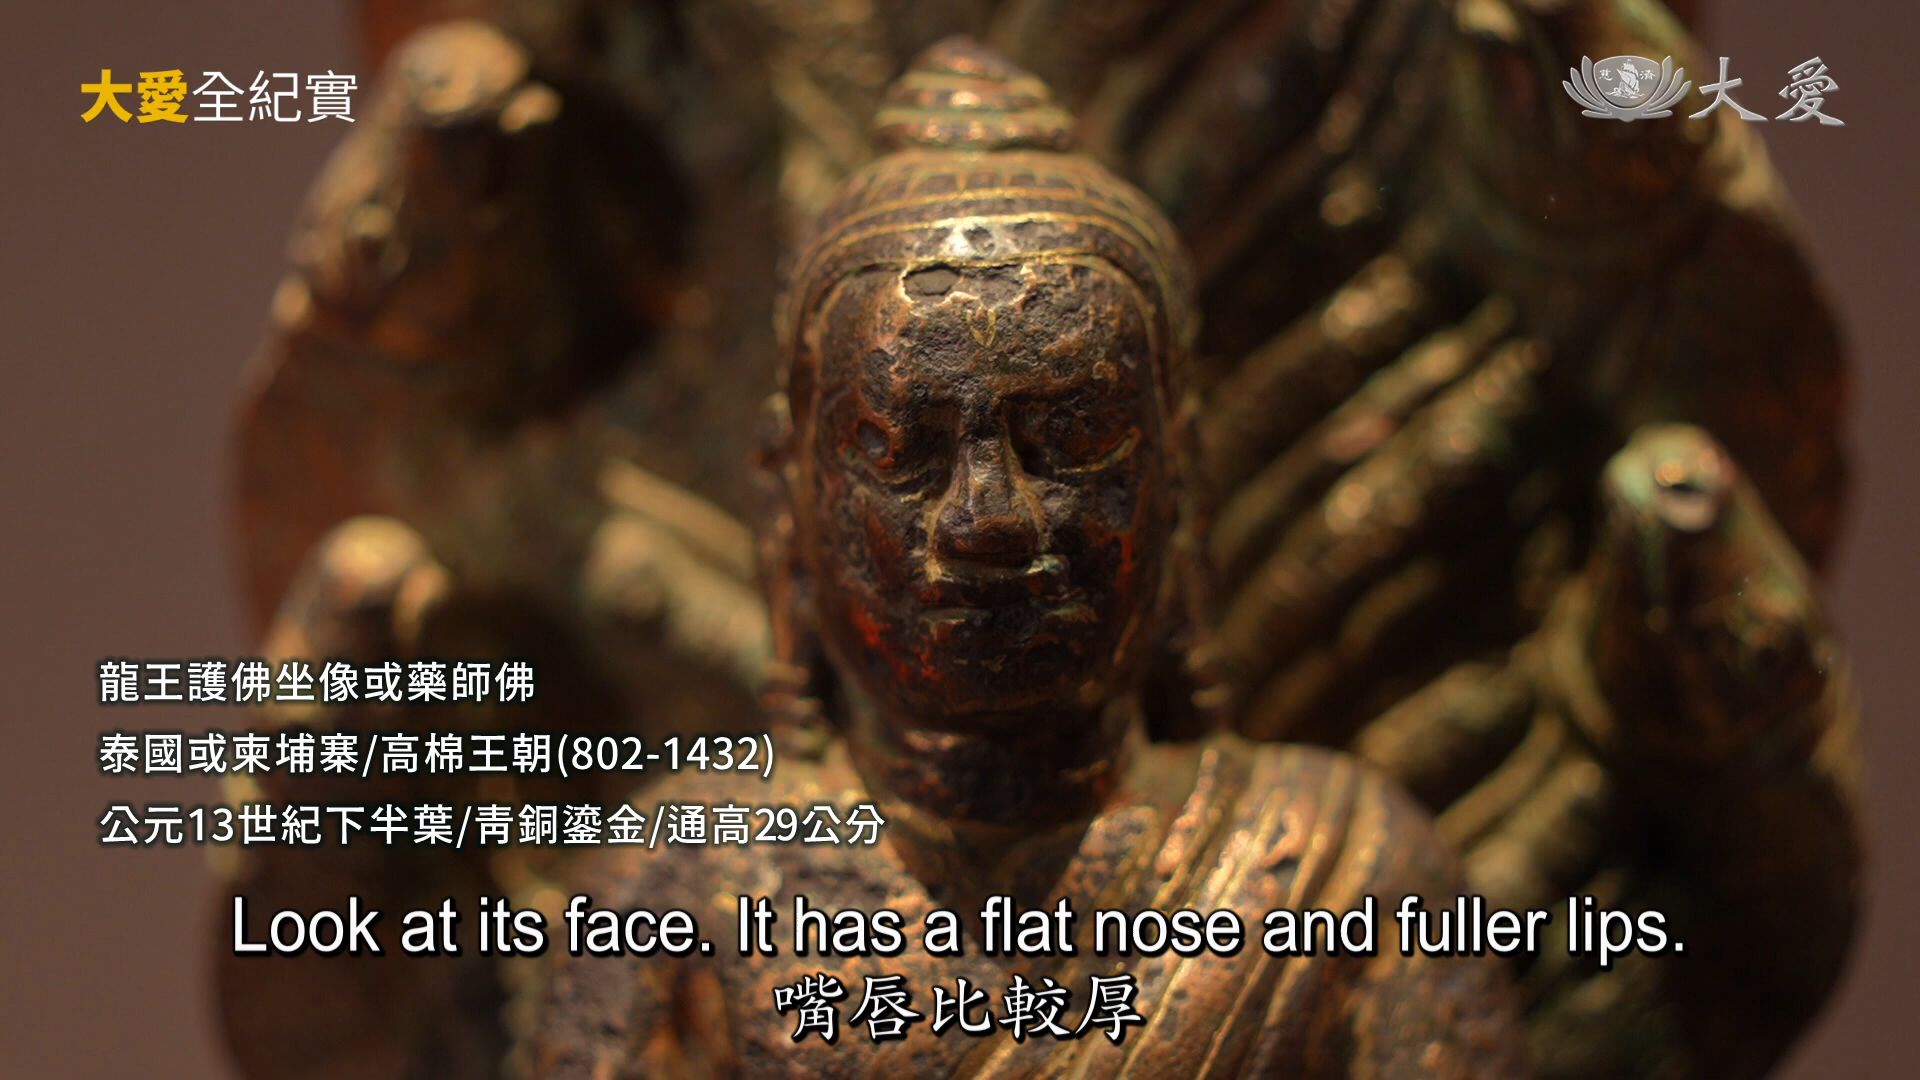 大愛全紀實
慈濟
大愛
龍王護佛坐像或藥師佛
泰國或柬埔寨/高棉王朝(802-1432)
公元13世紀下半葉/青銅鎏金/通高29公分
Look at its face. It has a flat nose and fuller lips.
嘴唇比較厚